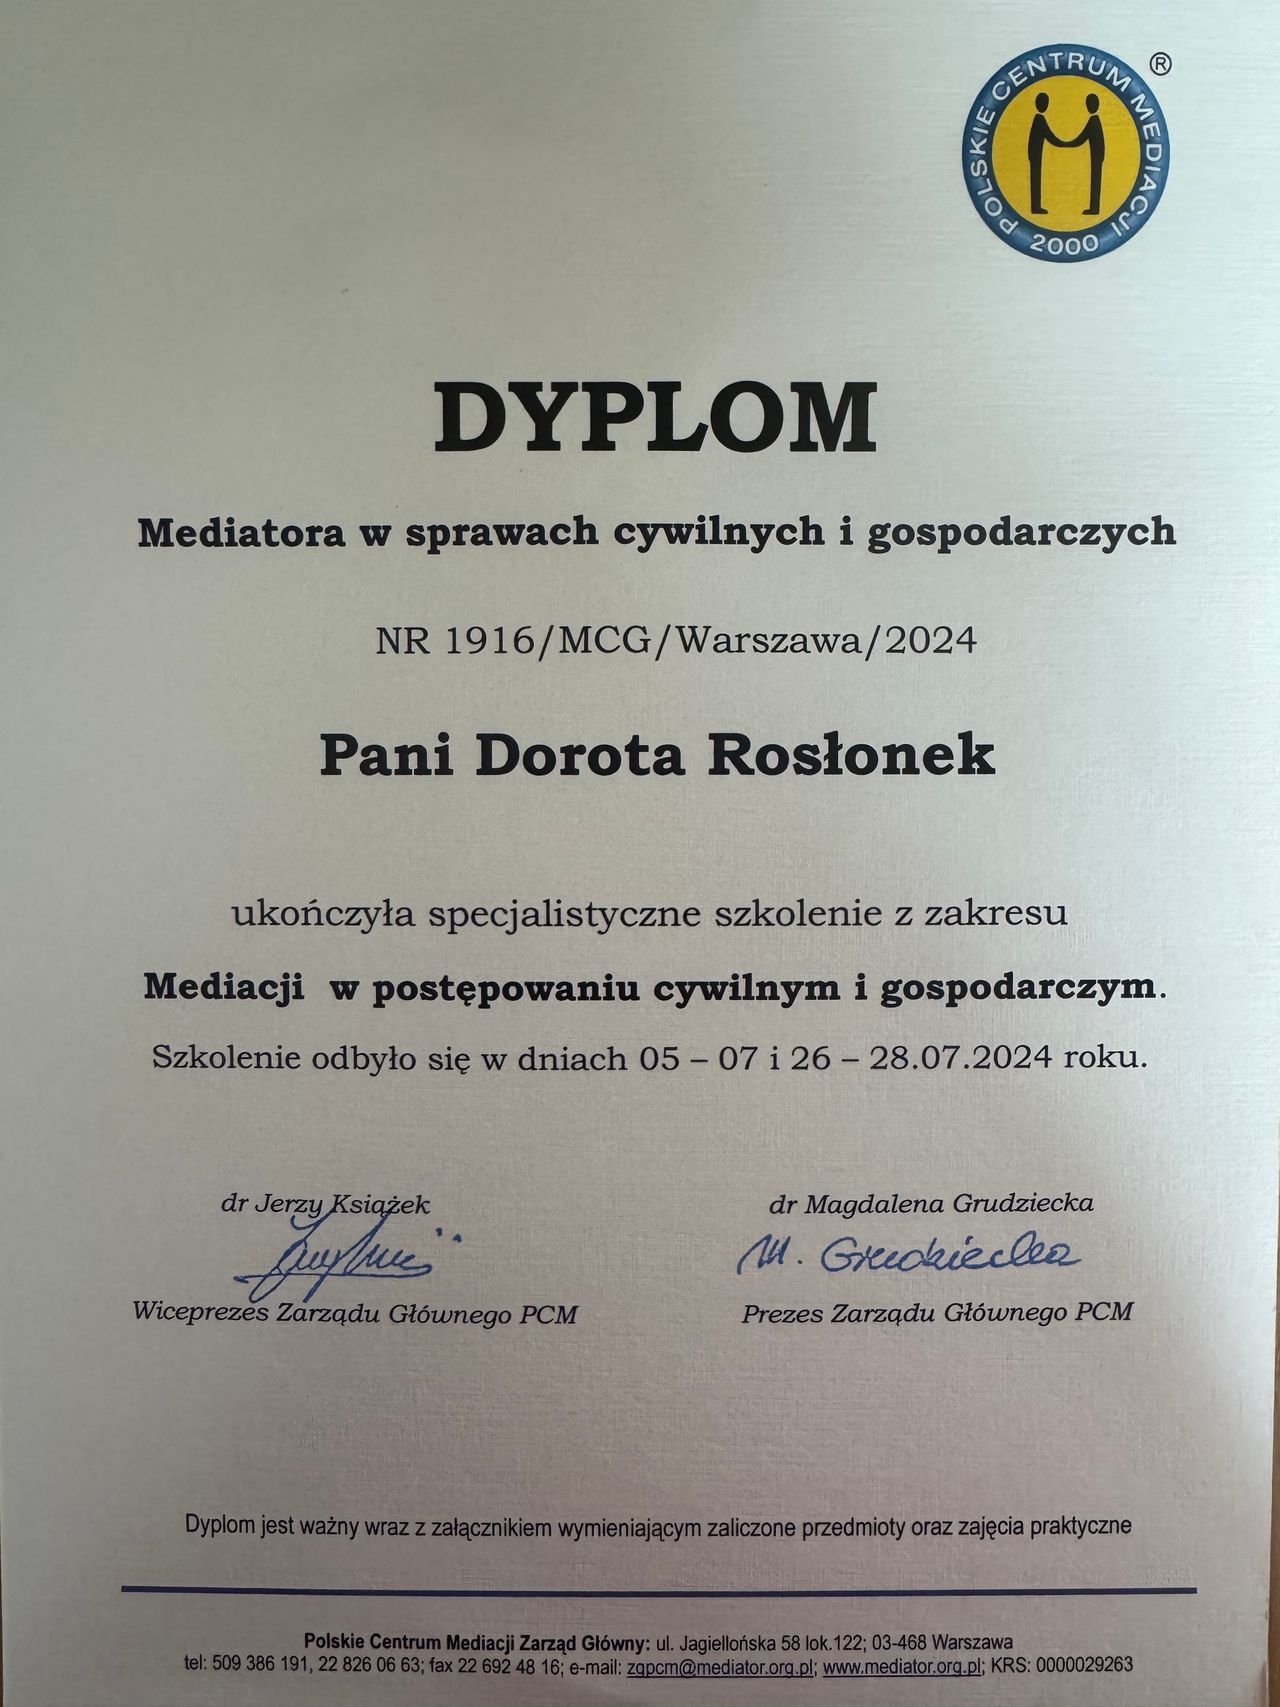 POLSKIE CENTRUM MEDIACJI ®
2000
DYPLOM
Mediatora w sprawach cywilnych i gospodarczych
NR 1916/MCG/Warszawa/2024
Pani Dorota Rosłonek
ukończyła specjalistyczne szkolenie z zakresu
Mediacji w postępowaniu cywilnym i gospodarczym.
Szkolenie odbyło się w dniach 05 – 07 i 26 – 28.07.2024 roku.
dr Jerzy Książek
dr Magdalena Grudziecka
M. Grudziecka
Wiceprezes Zarządu Głównego PCM
Prezes Zarządu Głównego PCM
Dyplom jest ważny wraz z załącznikiem wymieniającym zaliczone przedmioty oraz zajęcia praktyczne
Polskie Centrum Mediacji Zarząd Główny: ul. Jagiellońska 58 lok.122; 03-468 Warszawa
tel: 509 386 191, 22 826 06 63; fax 22 692 48 16; e-mail: zgpcm@mediator.org.pl; www.mediator.org.pl; KRS: 0000029263